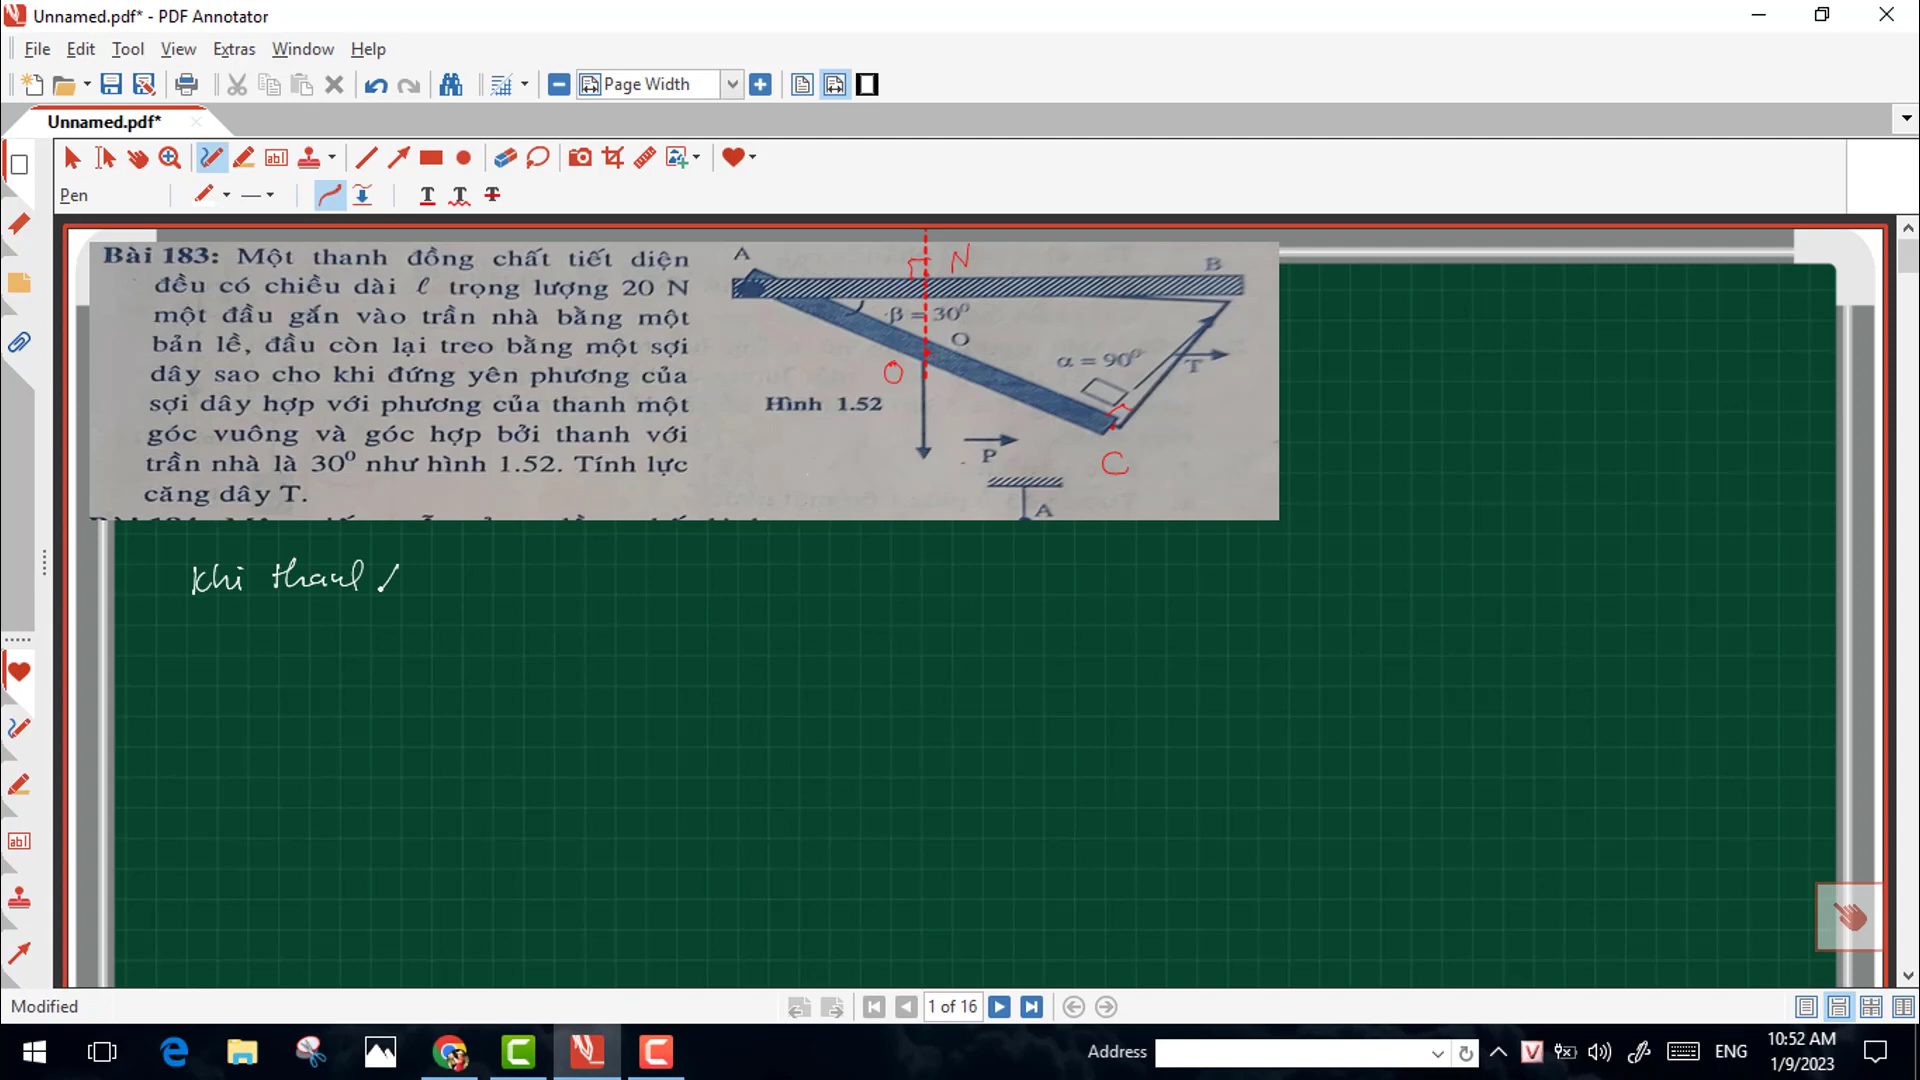 Unnamed.pdf* - PDF Annotator
File Edit Tool View Extras Window Help
Page Width
Unnamed.pdf*
Pen
Bài 183: Một thanh đồng chất tiết diện
đều có chiều dài ℓ trọng lượng 20 N
một đầu gắn vào trần nhà bằng một
bản lề, đầu còn lại treo bằng một sợi
dây sao cho khi đứng yên phương của
sợi dây hợp với phương của thanh một
góc vuông và góc hợp bởi thanh với
trần nhà là 30⁰ như hình 1.52. Tính lực
căng dây T.
A
N
B
β = 30⁰
O
O
α = 90⁰
T
Hình 1.52
P
C
A
Khi thanh
Modified
1 of 16
Address
ENG
10:52 AM
1/9/2023